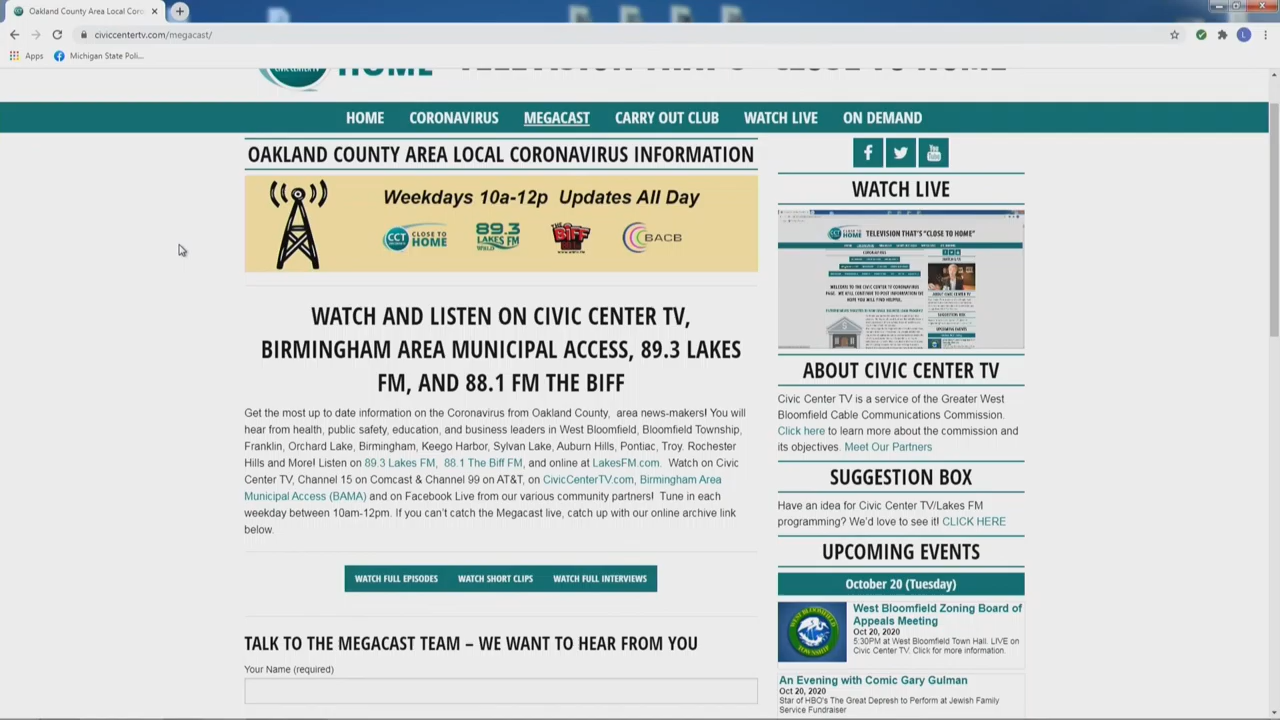 Oakland County Area Local Coro
civiccentertv.com/megacast/
Apps
Michigan State Poli...
L
HOME
HOME CORONAVIRUS MEGACAST CARRY OUT CLUB WATCH LIVE ON DEMAND
OAKLAND COUNTY AREA LOCAL CORONAVIRUS INFORMATION
Weekdays 10a-12p Updates All Day
CCT CLOSE TO HOME
89.3 LAKES FM
THE BIFF
BACB
WATCH AND LISTEN ON CIVIC CENTER TV,
BIRMINGHAM AREA MUNICIPAL ACCESS, 89.3 LAKES
FM, AND 88.1 FM THE BIFF
Get the most up to date information on the Coronavirus from Oakland County, area news-makers! You will
hear from health, public safety, education, and business leaders in West Bloomfield, Bloomfield Township,
Franklin, Orchard Lake, Birmingham, Keego Harbor, Sylvan Lake, Auburn Hills, Pontiac, Troy. Rochester
Hills and More! Listen on 89.3 Lakes FM, 88.1 The Biff FM, and online at LakesFM.com. Watch on Civic
Center TV, Channel 15 on Comcast & Channel 99 on AT&T, on CivicCenterTV.com, Birmingham Area
Municipal Access (BAMA) and on Facebook Live from our various community partners! Tune in each
weekday between 10am-12pm. If you can't catch the Megacast live, catch up with our online archive link
below.
WATCH FULL EPISODES WATCH SHORT CLIPS WATCH FULL INTERVIEWS
TALK TO THE MEGACAST TEAM – WE WANT TO HEAR FROM YOU
Your Name (required)
You Tube
WATCH LIVE
HOME TELEVISION THAT'S "CLOSE TO HOME"
ABOUT CIVIC CENTER TV
Civic Center TV is a service of the Greater West
Bloomfield Cable Communications Commission.
Click here to learn more about the commission and
its objectives. Meet Our Partners
SUGGESTION BOX
Have an idea for Civic Center TV/Lakes FM
programming? We'd love to see it! CLICK HERE
UPCOMING EVENTS
October 20 (Tuesday)
West Bloomfield Zoning Board of
Appeals Meeting
Oct 20, 2020
5:30PM at West Bloomfield Town Hall. LIVE on
Civic Center TV. Click for more information.
An Evening with Comic Gary Gulman
Oct 20, 2020
Star of HBO's The Great Depresh to Perform at Jewish Family
Service Fundraiser